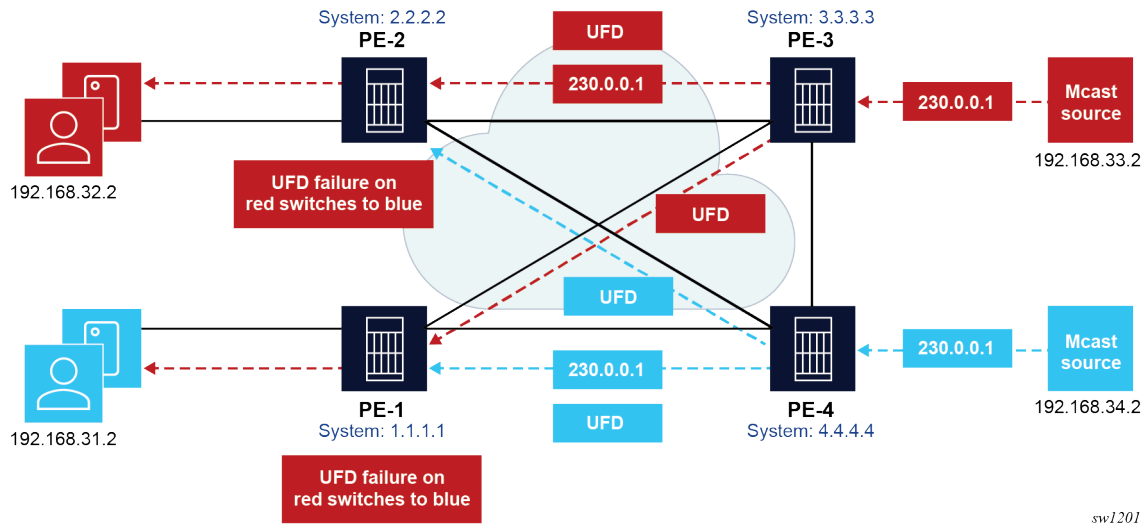 System: 2.2.2.2
PE-2
UFD
System: 3.3.3.3
PE-3
230.0.0.1
230.0.0.1
Mcast
source
192.168.33.2
192.168.32.2
UFD failure on
red switches to blue
UFD
UFD
230.0.0.1
230.0.0.1
Mcast
source
192.168.34.2
192.168.31.2
PE-1
System: 1.1.1.1
UFD
PE-4
System: 4.4.4.4
UFD failure on
red switches to blue
sw1201